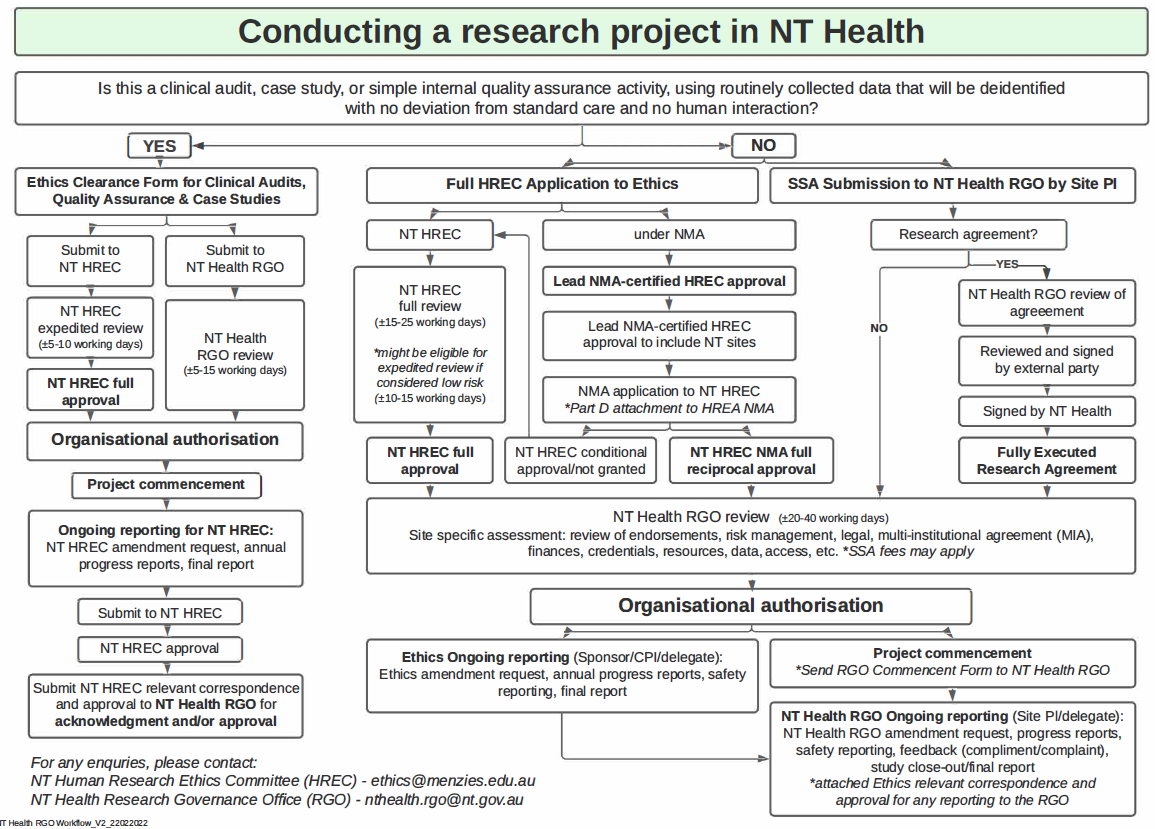 Conducting a research project in NT Health
Is this a clinical audit, case study, or simple internal quality assurance activity, using routinely collected data that will be deidentified
with no deviation from standard care and no human interaction?
YES
NO
Ethics Clearance Form for Clinical Audits,
Quality Assurance & Case Studies
Submit to
NT HREC
Submit to
NT Health RGO
NT HREC
expedited review
(±5-10 working days)
NT Health
RGO review
(±5-15 working days)
NT HREC full
approval
Organisational authorisation
Project commencement
Ongoing reporting for NT HREC:
NT HREC amendment request, annual
progress reports, final report
Submit to NT HREC
NT HREC approval
Submit NT HREC relevant correspondence
and approval to NT Health RGO for
acknowledgment and/or approval
Full HREC Application to Ethics
NT HREC
under NMA
NT HREC
full review
(±15-25 working days)
*might be eligible for
expedited review if
considered low risk
(±10-15 working days)
Lead NMA-certified HREC approval
Lead NMA-certified HREC
approval to include NT sites
NMA application to NT HREC
*Part D attachment to HREA NMA
NT HREC full
approval
NT HREC conditional
approval/not granted
NT HREC NMA full
reciprocal approval
SSA Submission to NT Health RGO by Site PI
Research agreement?
YES
NO
NT Health RGO review of
agreeement
Reviewed and signed
by external party
Signed by NT Health
Fully Executed
Research Agreement
NT Health RGO review (±20-40 working days)
Site specific assessment: review of endorsements, risk management, legal, multi-institutional agreement (MIA),
finances, credentials, resources, data, access, etc. *SSA fees may apply
Organisational authorisation
Ethics Ongoing reporting (Sponsor/CPI/delegate):
Ethics amendment request, annual progress reports, safety
reporting, final report
Project commencement
*Send RGO Commencent Form to NT Health RGO
NT Health RGO Ongoing reporting (Site PI/delegate):
NT Health RGO amendment request, progress reports,
safety reporting, feedback (compliment/complaint),
study close-out/final report
*attached Ethics relevant correspondence and
approval for any reporting to the RGO
For any enquries, please contact:
NT Human Research Ethics Committee (HREC) - ethics@menzies.edu.au
NT Health Research Governance Office (RGO) - nthealth.rgo@nt.gov.au
NT Health RGO Workflow_V2_22022022